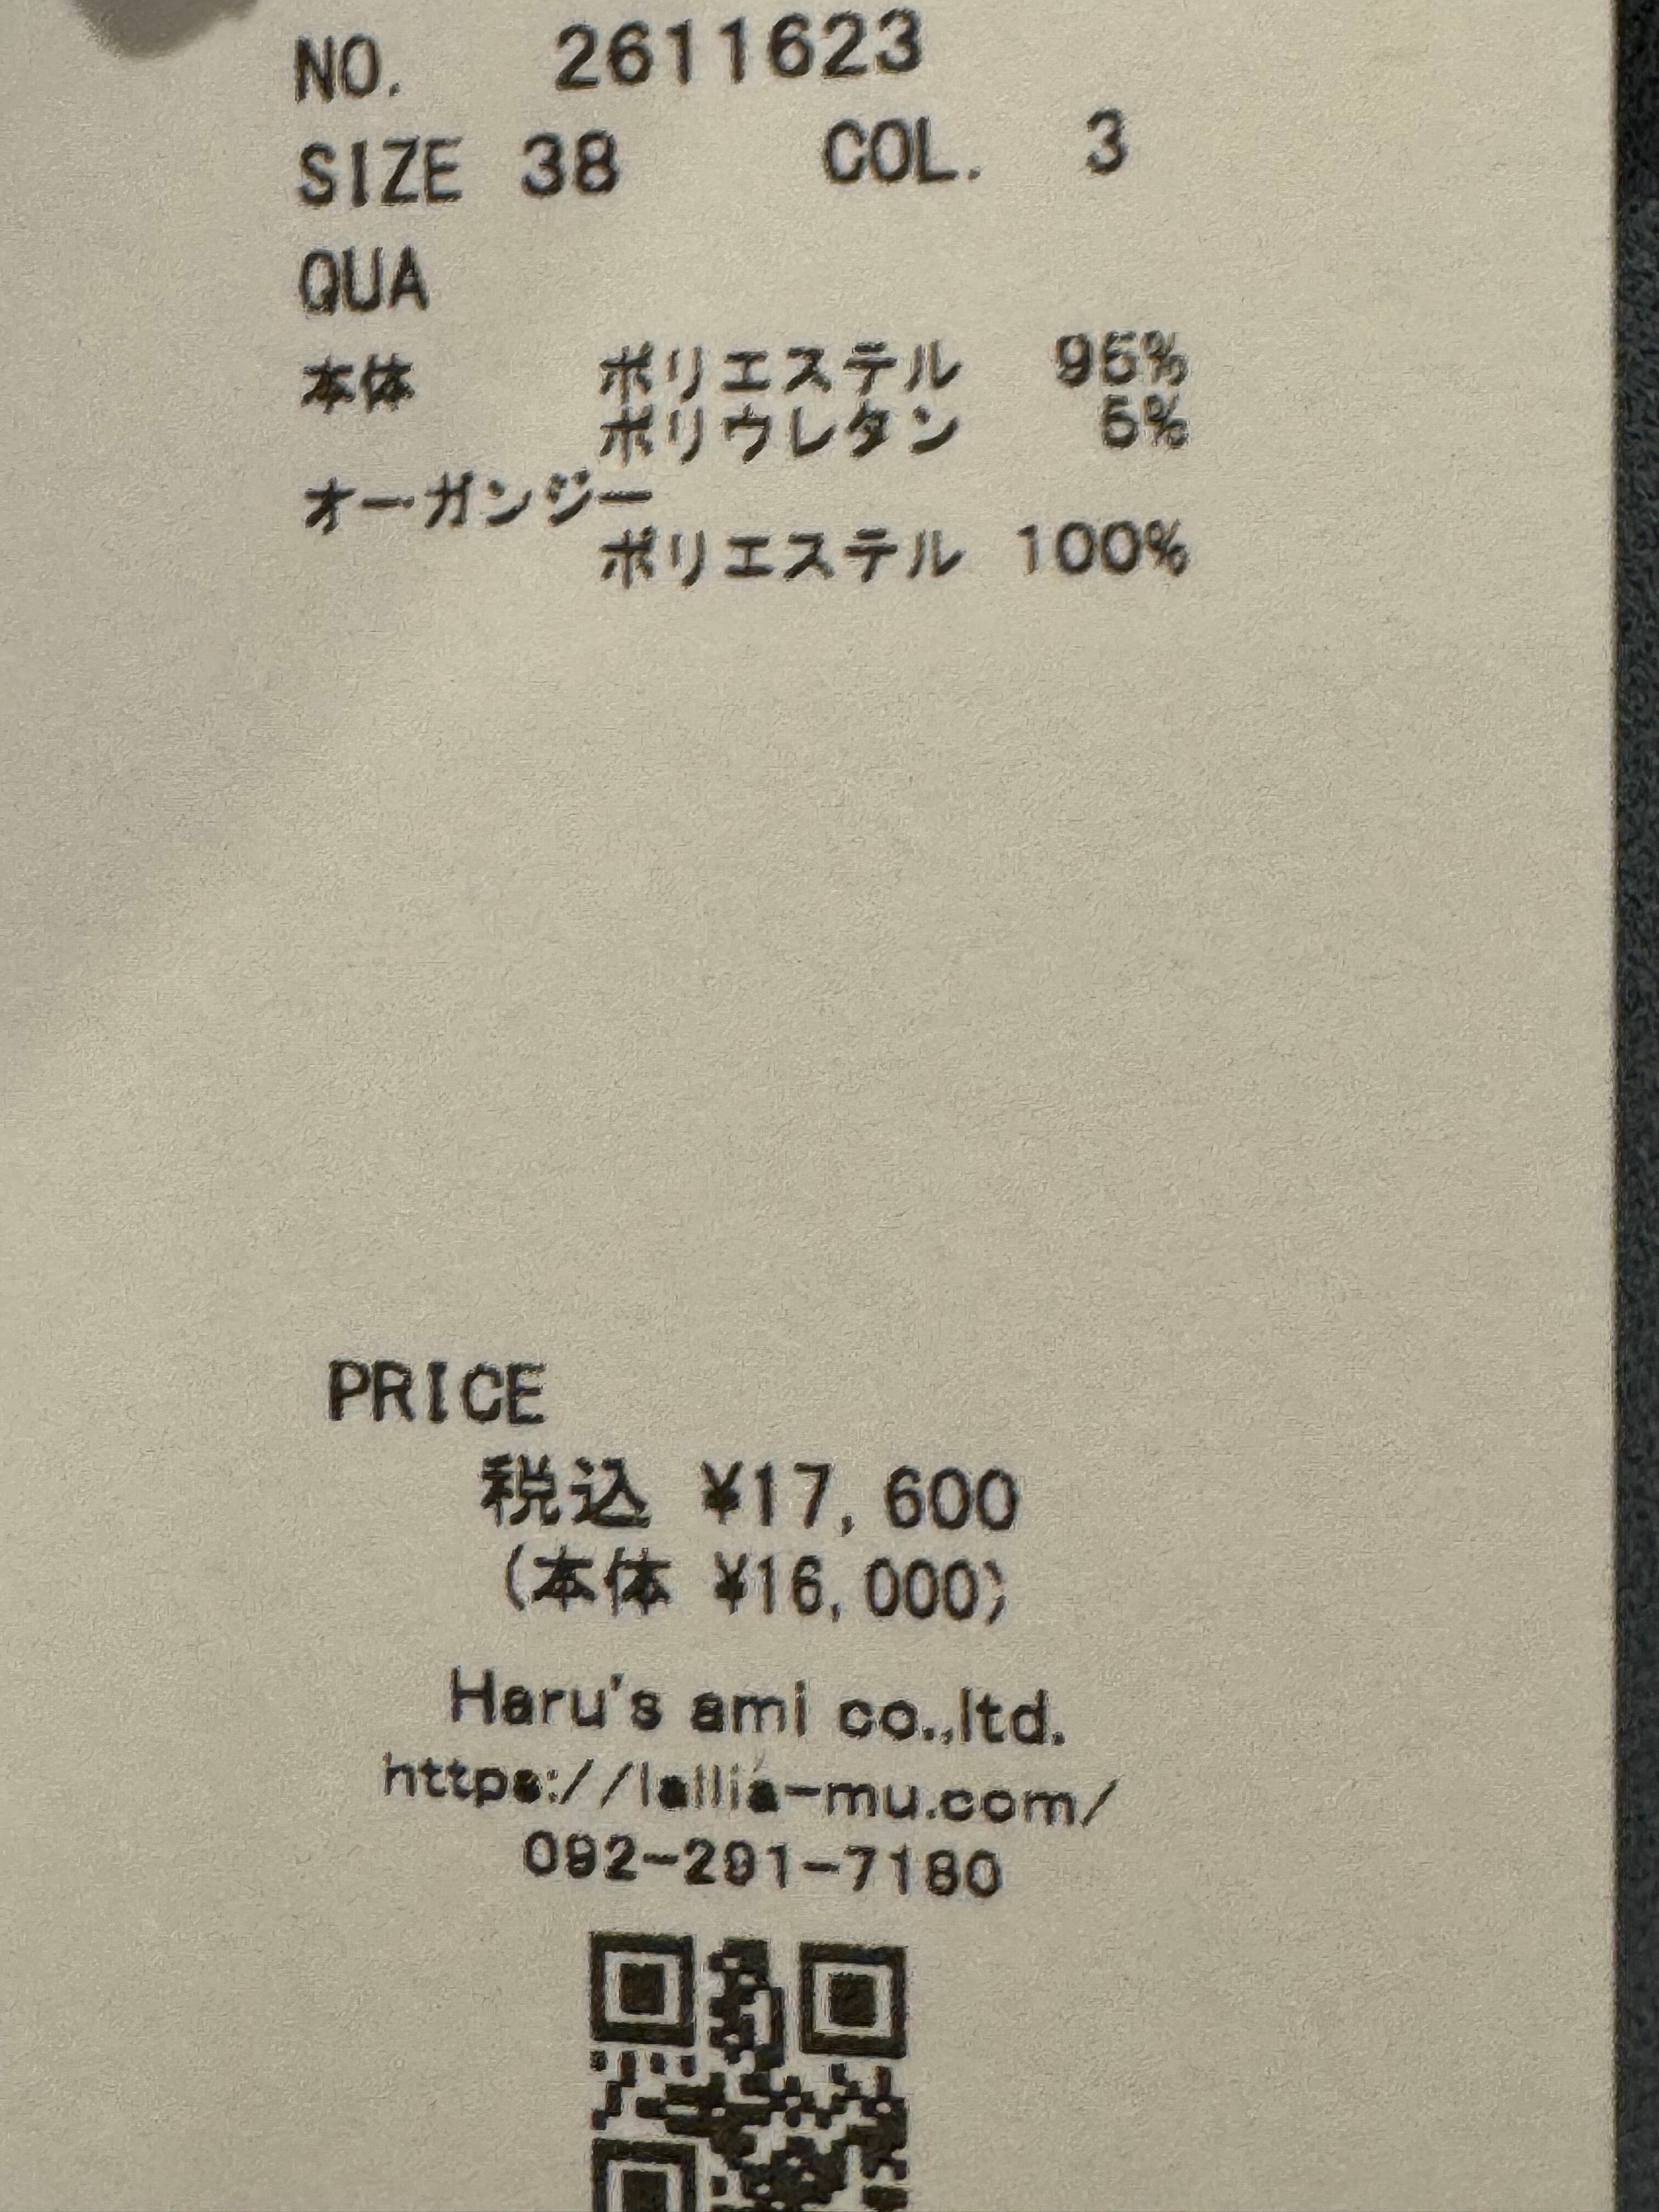 NO. 2611623
SIZE 38 COL. 3
QUA
本体 ポリエステル 95%
ポリウレタン 5%
オーガンジー
ポリエステル 100%
PRICE
税込 ¥17,600
(本体 ¥16,000)
Haru's ami co.,ltd.
https://lallia-mu.com/
092-291-7180